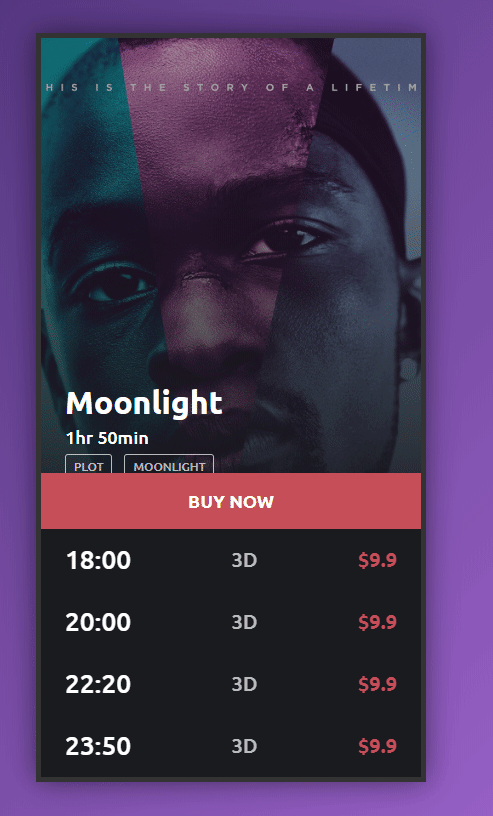 HIS IS THE STORY OF A LIFETIM
Moonlight
1hr 50min
PLOT MOONLIGHT
BUY NOW
18:00 3D $9.9
20:00 3D $9.9
22:20 3D $9.9
23:50 3D $9.9